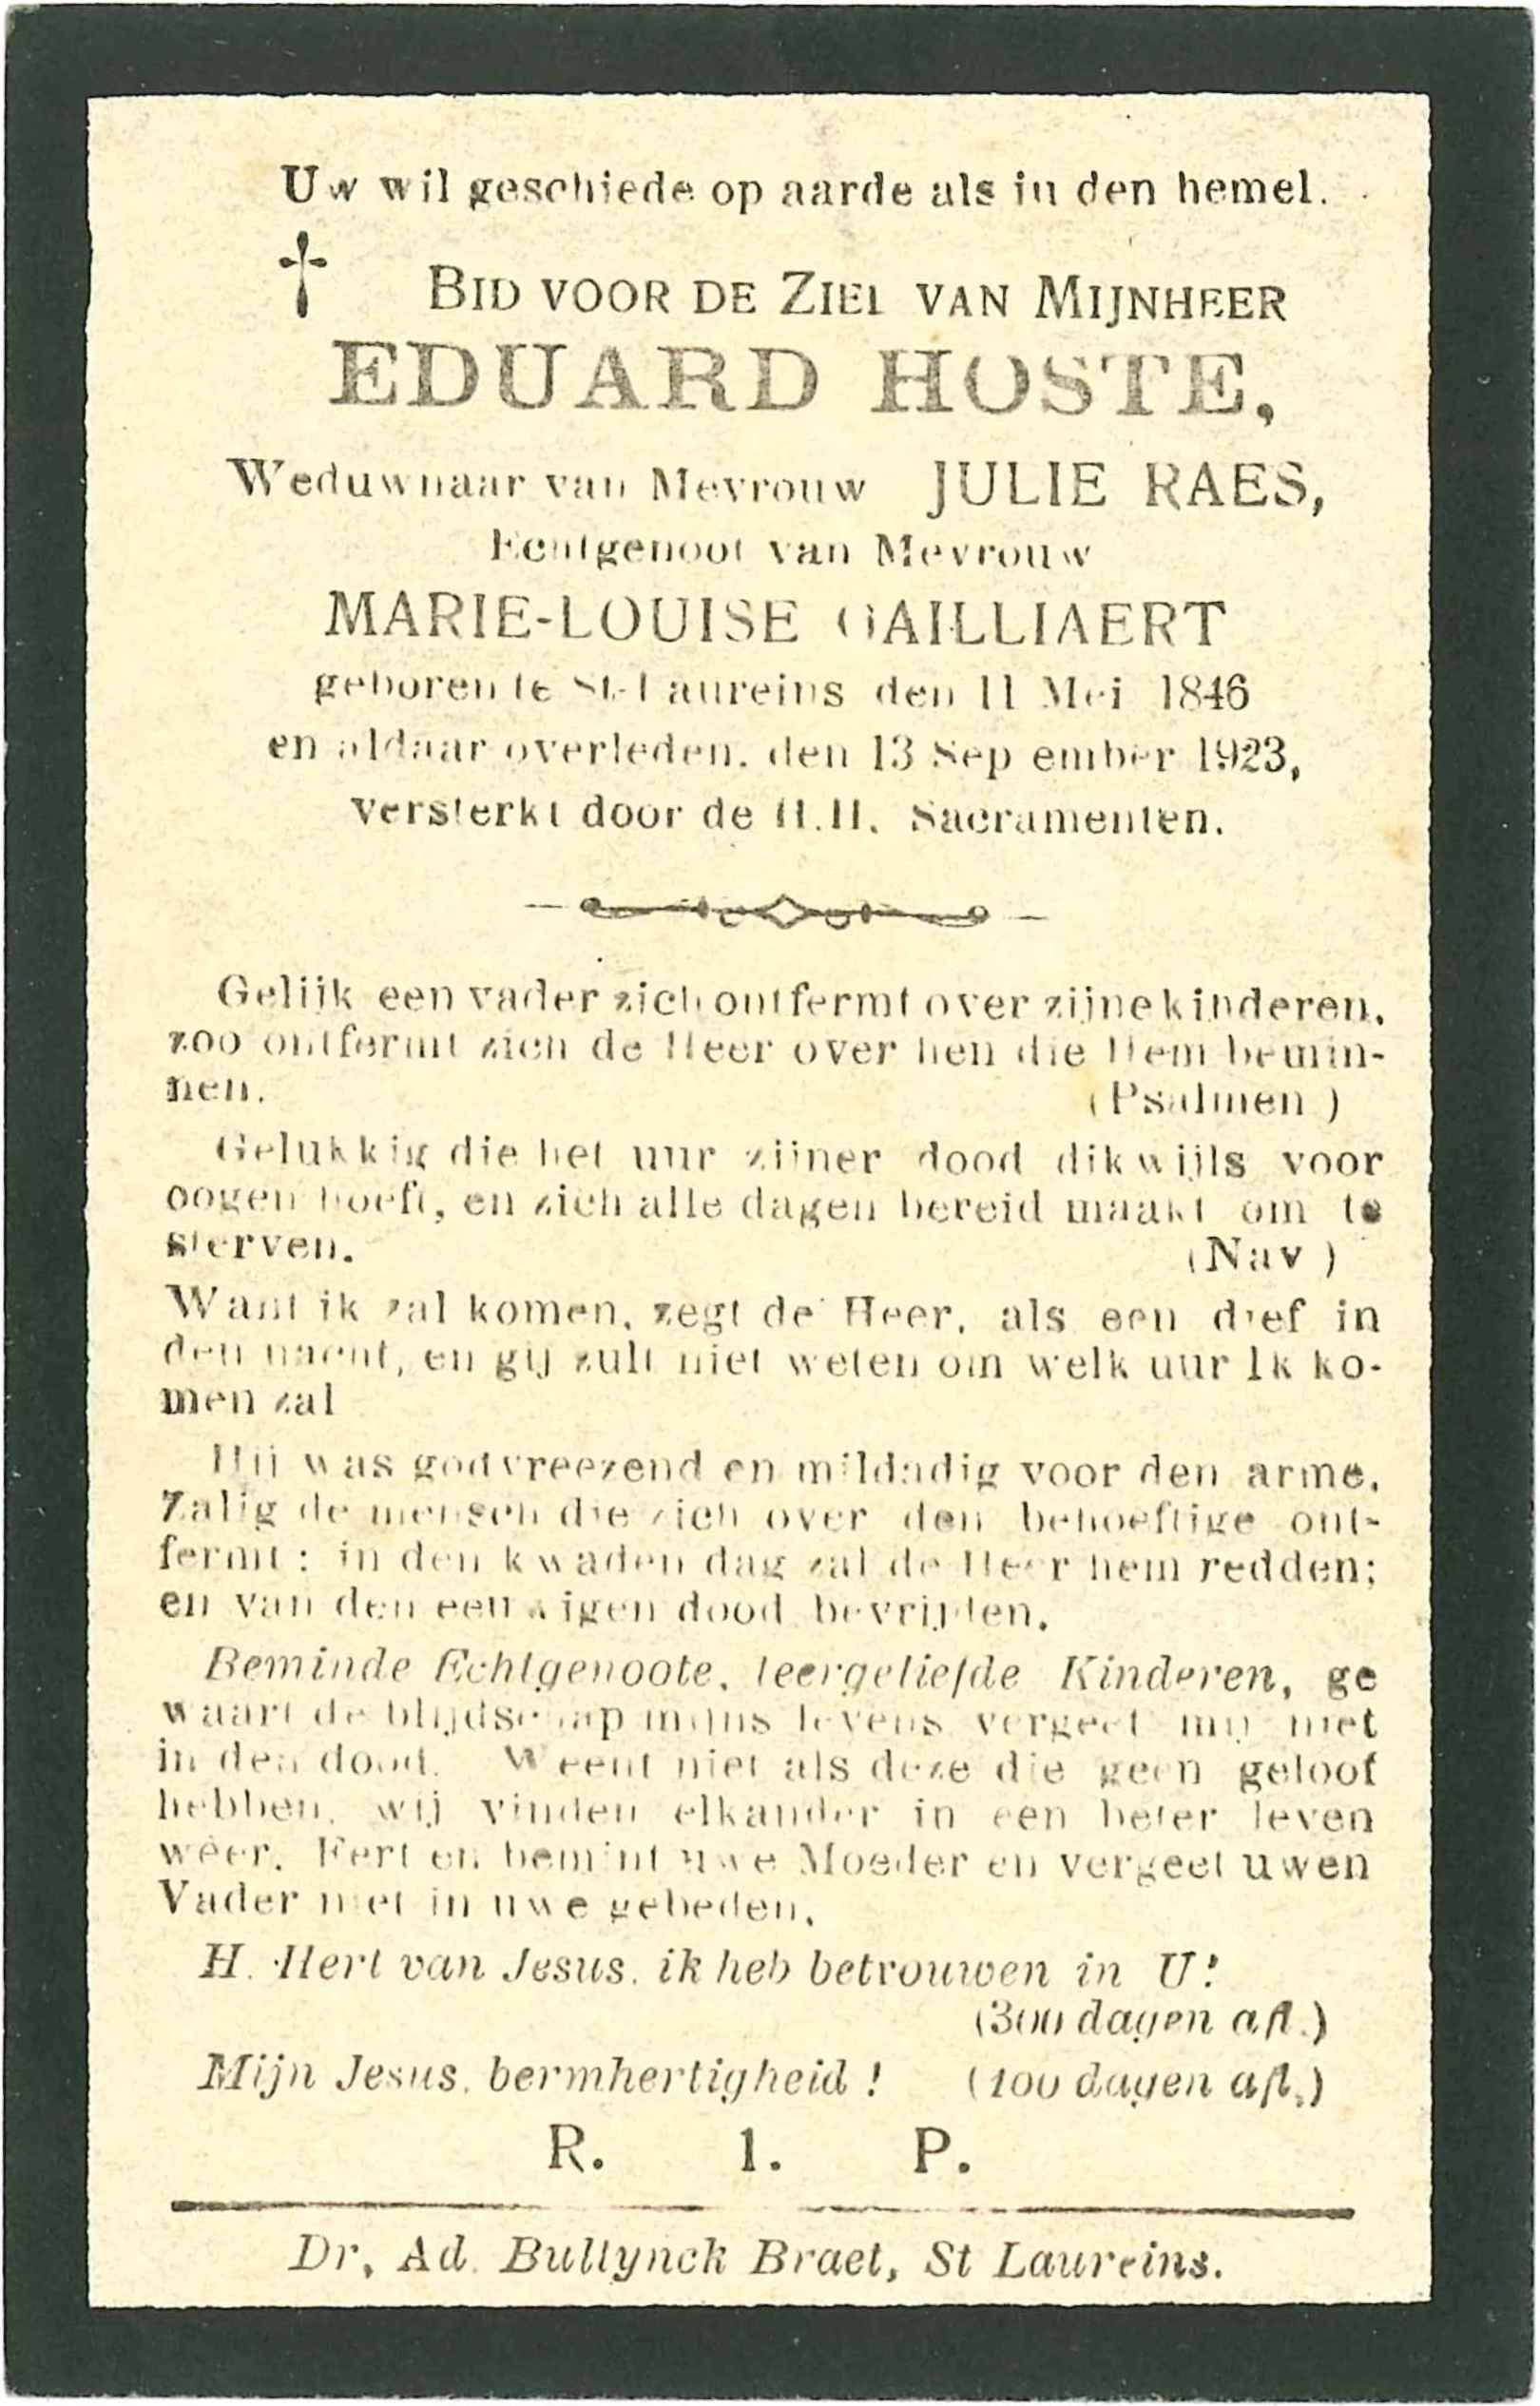 Uw wil geschiede op aarde als in den hemel.
† BID VOOR DE ZIEL VAN MIJNHEER
EDUARD HOSTE,
Weduwnaar van Mevrouw JULIE RAES,
Echtgenoot van Mevrouw
MARIE-LOUISE GAILLIAERT
geboren te St-Laureins den 11 Mei 1846
en aldaar overleden, den 13 September 1923,
versterkt door de H.H. Sacramenten.
Gelijk een vader zich ontfermt over zijne kinderen,
zoo ontfermt zich de Heer over hen die Hem bemin-
nen. (Psalmen)
Gelukkig die het uur zijner dood dikwijls voor
oogen hoeft, en zich alle dagen bereid maakt om te
sterven. (Nav)
Want ik zal komen, zegt de Heer, als een dief in
den nacht, en gij zult niet weten om welk uur Ik ko-
men zal
Hij was godvreezend en mildadig voor den arme.
Zalig de mensch die zich over den behoeftige ont-
fermt : in den kwaden dag zal de Heer hem redden;
en van den eeuwigen dood bevrijden.
Beminde Echtgenoote, teergeliefde Kinderen, ge
waart de blijdschap mijns levens vergeet mij niet
in den dood. Weent niet als deze die geen geloof
hebben, wij vinden elkander in een beter leven
wêer. Eert en bemint uwe Moeder en vergeet uwen
Vader niet in uwe gebeden.
H. Hert van Jesus, ik heb betrouwen in U!
(300 dagen afl.)
Mijn Jesus, bermhertigheid ! (100 dagen afl.)
R. I. P.
Dr, Ad. Bullynck Braet, St Laureins.